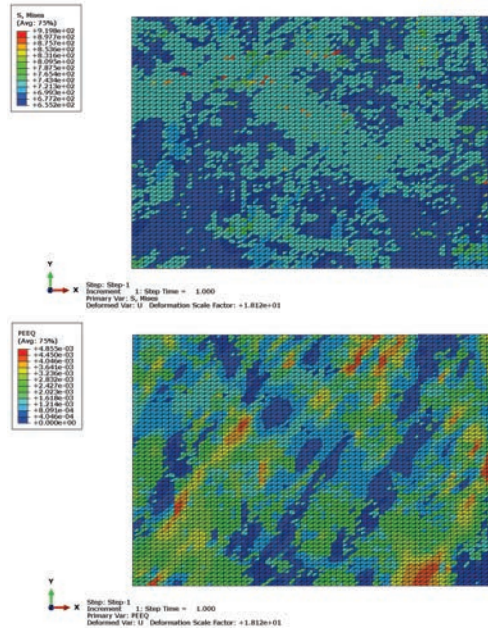 S, Mises
(Avg: 75%)
+9.198e+02
+8.977e+02
+8.757e+02
+8.536e+02
+8.316e+02
+8.095e+02
+7.875e+02
+7.654e+02
+7.434e+02
+7.213e+02
+6.993e+02
+6.772e+02
+6.552e+02
Y
X
Step: Step-1
Increment 1: Step Time = 1.000
Primary Var: S, Mises
Deformed Var: U Deformation Scale Factor: +1.812e+01
PEEQ
(Avg: 75%)
+4.855e-03
+4.450e-03
+4.046e-03
+3.641e-03
+3.236e-03
+2.832e-03
+2.427e-03
+2.023e-03
+1.618e-03
+1.214e-03
+8.091e-04
+4.046e-04
+0.000e+00
Y
X
Step: Step-1
Increment 1: Step Time = 1.000
Primary Var: PEEQ
Deformed Var: U Deformation Scale Factor: +1.812e+01